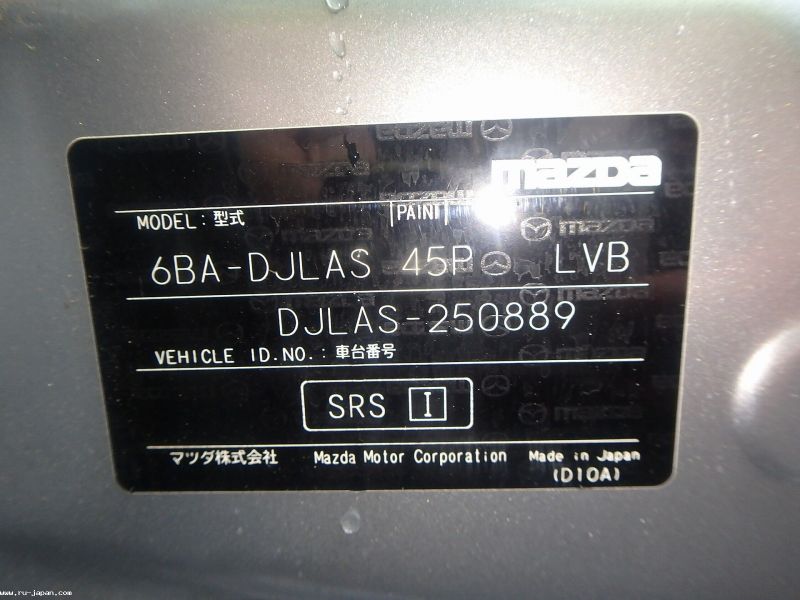 mazda
MODEL:型式 PAINT
6BA-DJLAS 45P LVB
DJLAS-250889
VEHICLE ID.NO.:車台番号
SRS I
マツダ株式会社 Mazda Motor Corporation Made in Japan
(D10A)
www.ru-japan.com